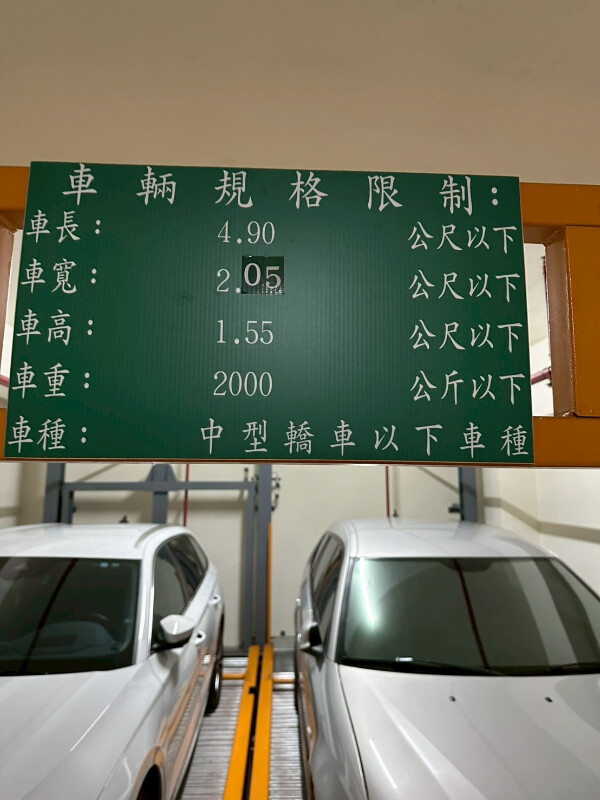 車輛規格限制：
車長： 4.90 公尺以下
車寬： 2.05 公尺以下
車高： 1.55 公尺以下
車重： 2000 公斤以下
車種： 中型轎車以下車種